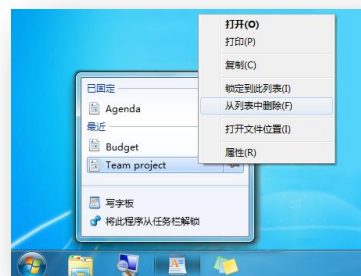 打开(O)
打印(P)
复制(C)
锁定到此列表(I)
从列表中删除(F)
打开文件位置(I)
属性(R)
已固定
Agenda
最近
Budget
Team project
写字板
将此程序从任务栏解锁